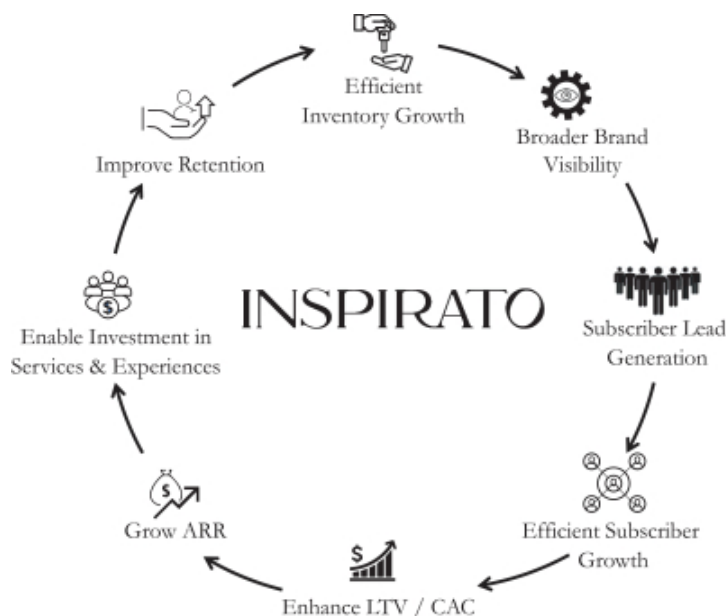 Efficient
Inventory Growth
Broader Brand
Visibility
Subscriber Lead
Generation
Efficient Subscriber
Growth
Enhance LTV / CAC
Grow ARR
Enable Investment in
Services & Experiences
Improve Retention
INSPIRATO
$
$
$